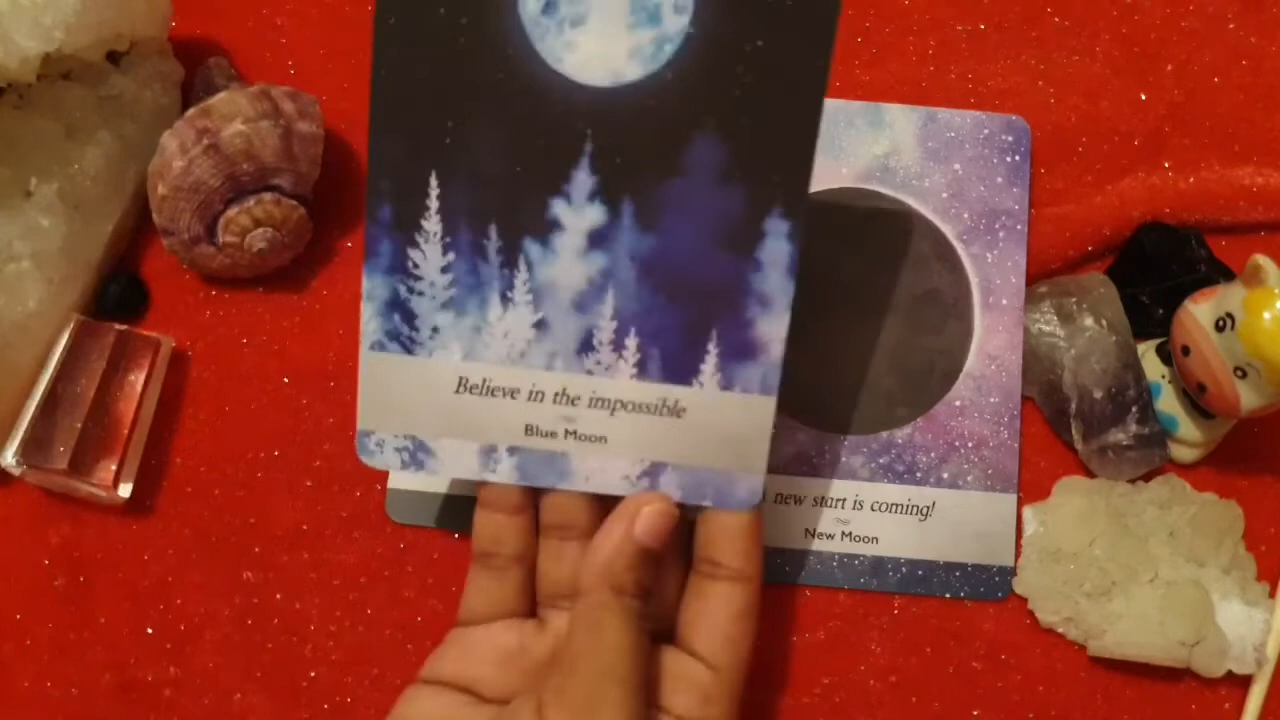 Believe in the impossible
Blue Moon
new start is coming!
New Moon